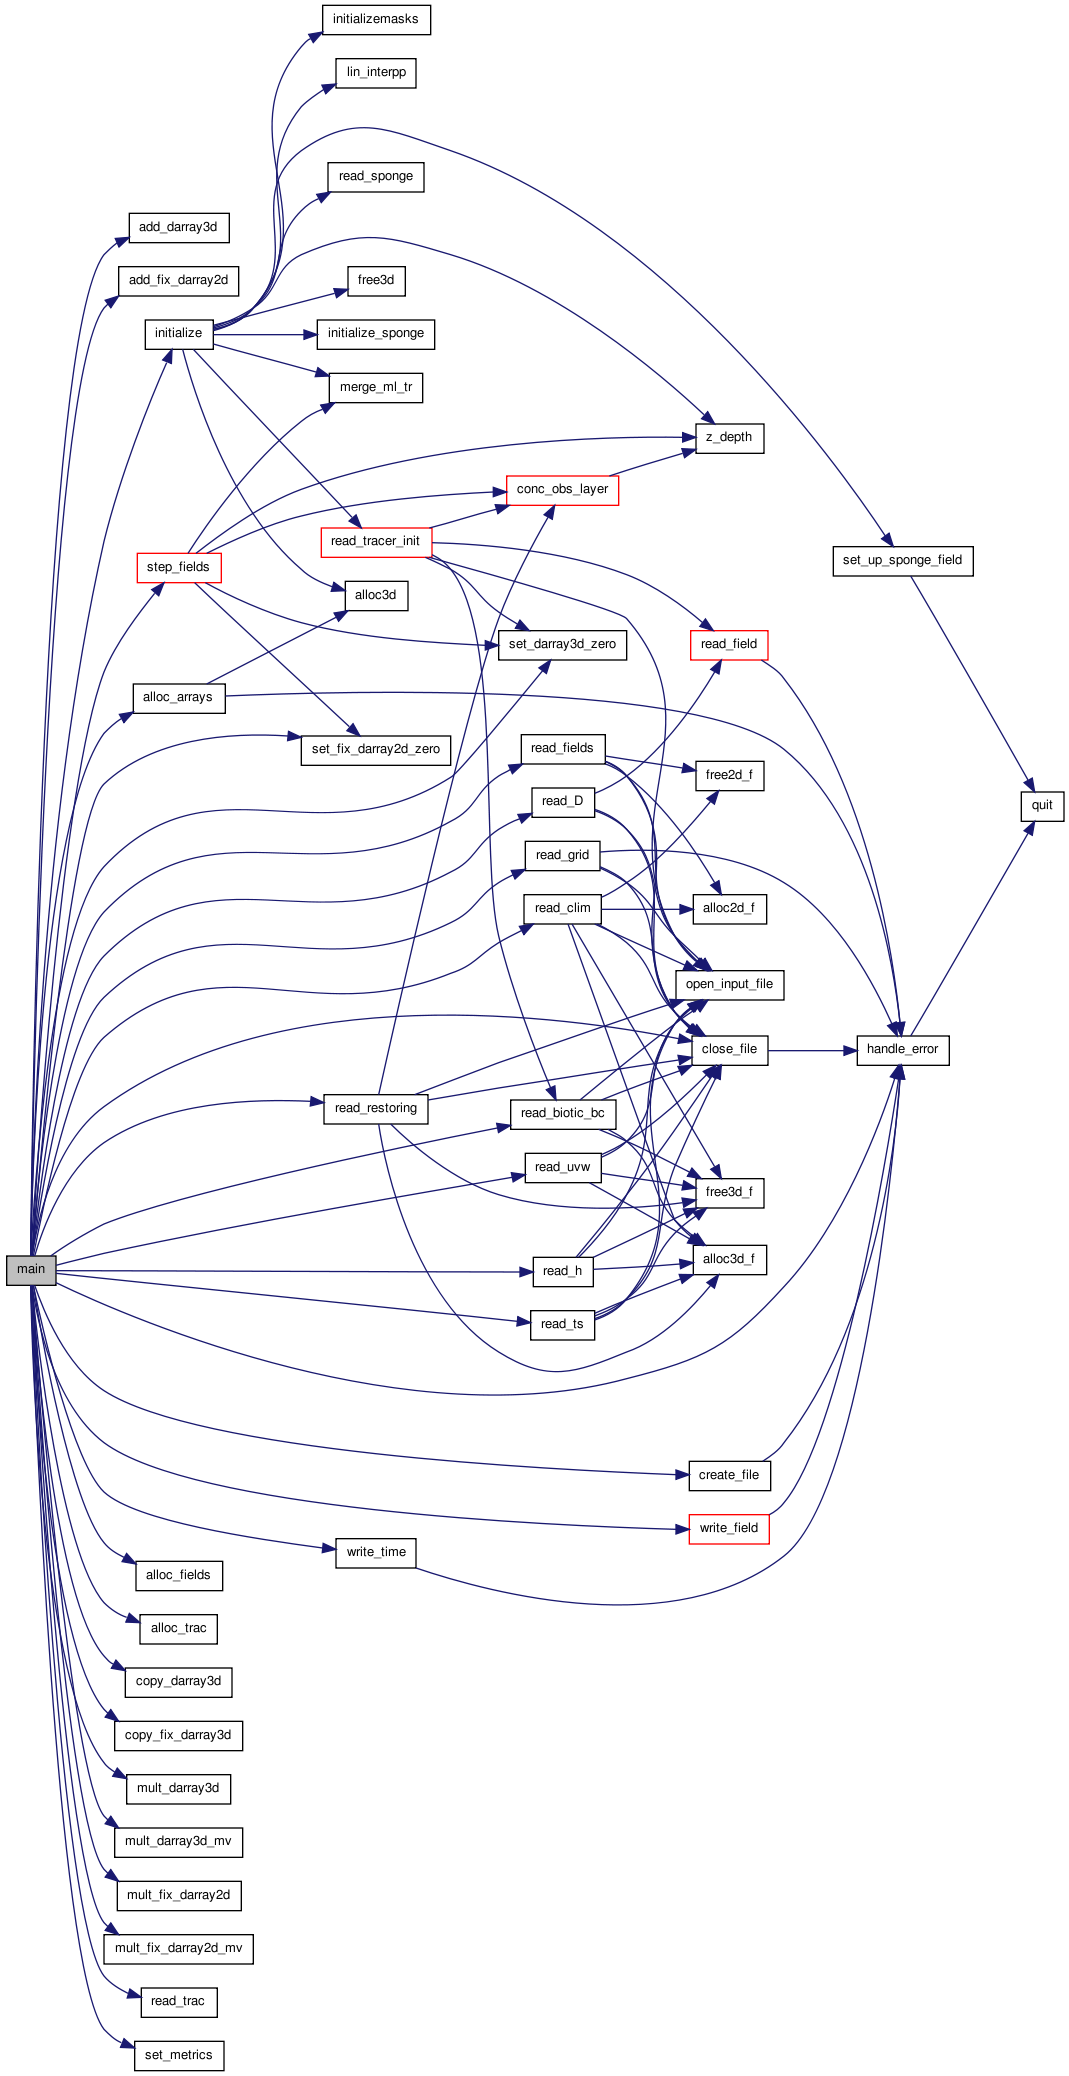 initializemasks
lin_interpp
read_sponge
add_darray3d
add_fix_darray2d
free3d
initialize
initialize_sponge
merge_ml_tr
z_depth
conc_obs_layer
read_tracer_init
set_up_sponge_field
step_fields
alloc3d
set_darray3d_zero
read_field
alloc_arrays
set_fix_darray2d_zero
read_fields
free2d_f
read_D
quit
read_grid
read_clim
alloc2d_f
open_input_file
close_file
handle_error
read_restoring
read_biotic_bc
read_uvw
free3d_f
main
read_h
alloc3d_f
read_ts
create_file
write_field
write_time
alloc_fields
alloc_trac
copy_darray3d
copy_fix_darray3d
mult_darray3d
mult_darray3d_mv
mult_fix_darray2d
mult_fix_darray2d_mv
read_trac
set_metrics